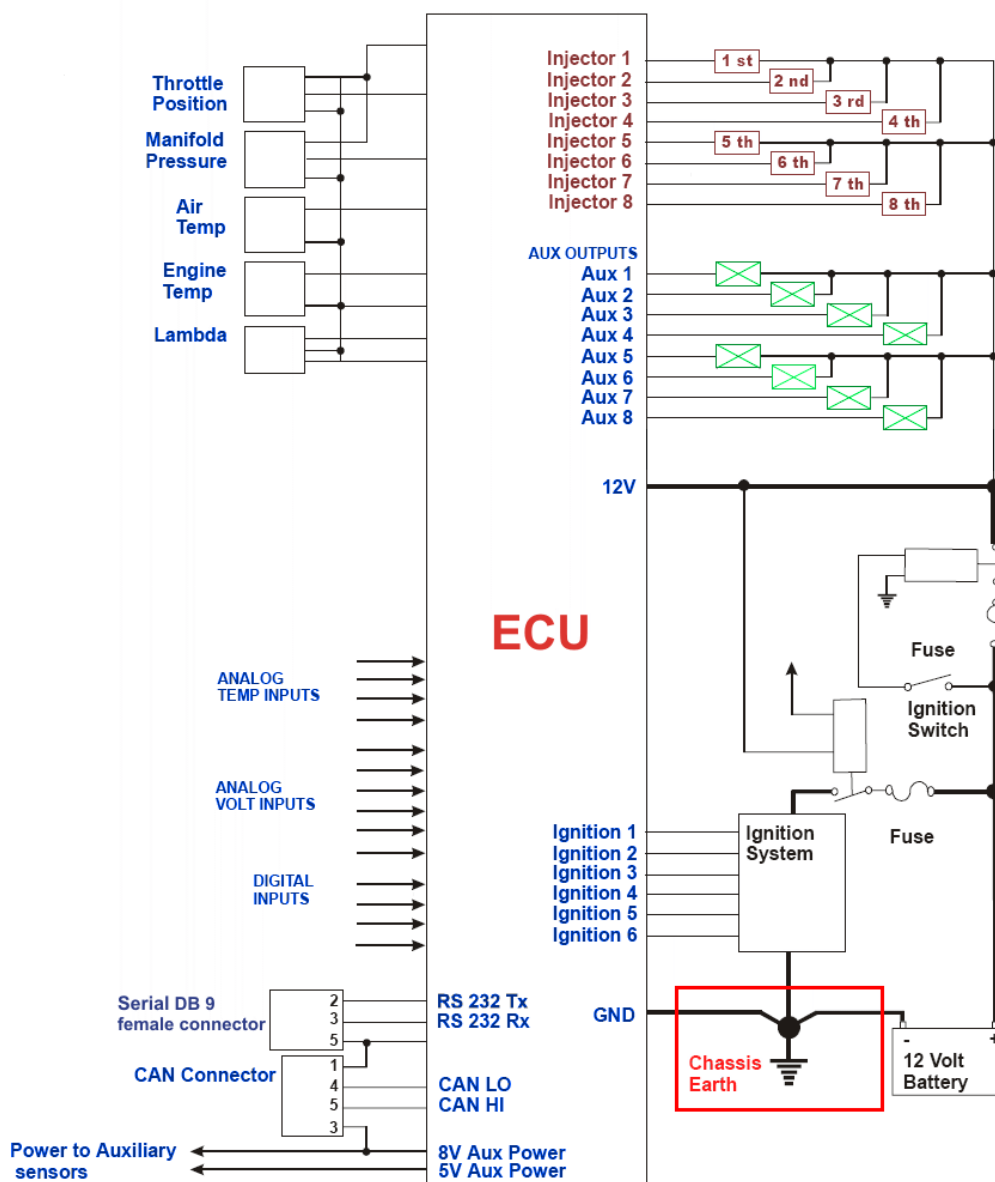 Throttle
Position
Manifold
Pressure
Air
Temp
Engine
Temp
Lambda
Injector 1
Injector 2
Injector 3
Injector 4
Injector 5
Injector 6
Injector 7
Injector 8
1 st
2 nd
3 rd
4 th
5 th
6 th
7 th
8 th
AUX OUTPUTS
Aux 1
Aux 2
Aux 3
Aux 4
Aux 5
Aux 6
Aux 7
Aux 8
12V
ECU
Fuse
Ignition
Switch
ANALOG
TEMP INPUTS
ANALOG
VOLT INPUTS
DIGITAL
INPUTS
Fuse
Ignition 1
Ignition 2
Ignition 3
Ignition 4
Ignition 5
Ignition 6
Ignition
System
Serial DB 9
female connector
2
3
5
RS 232 Tx
RS 232 Rx
GND
Chassis
Earth
- +
12 Volt
Battery
CAN Connector
1
4
5
3
CAN LO
CAN HI
Power to Auxiliary
sensors
8V Aux Power
5V Aux Power